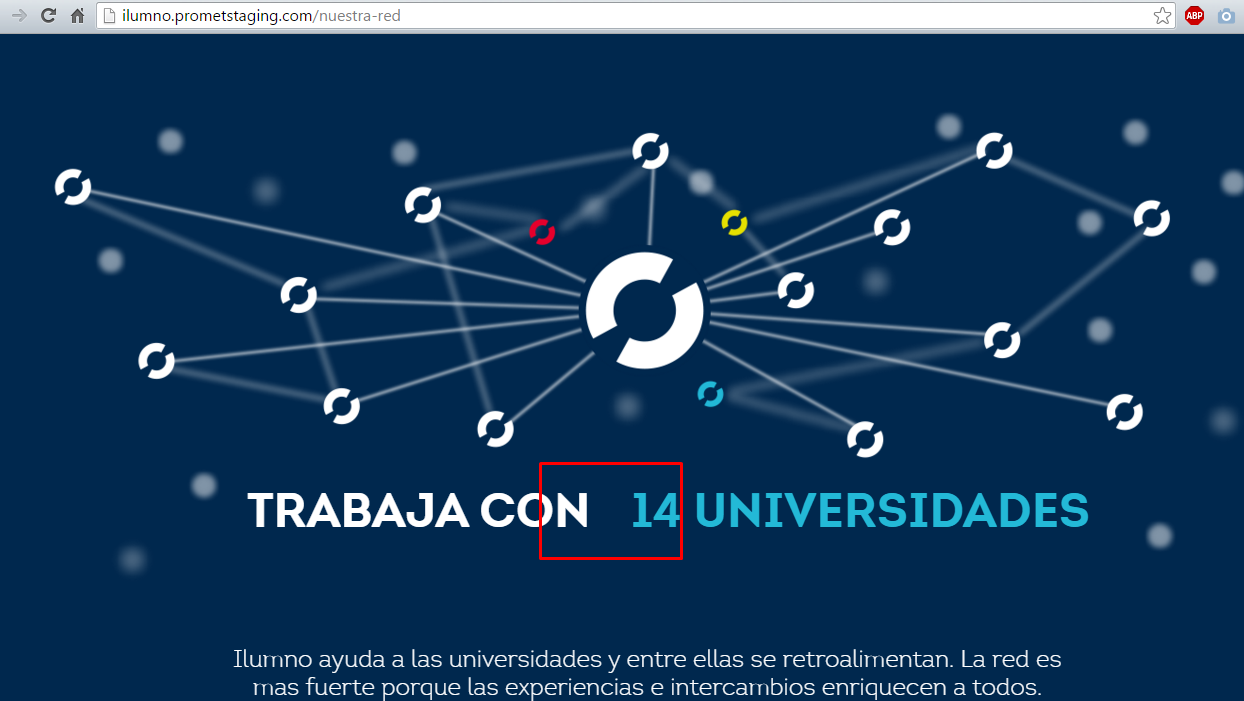 ilumno.prometstaging.com/nuestra-red
ABP
TRABAJA CON 14 UNIVERSIDADES
Ilumno ayuda a las universidades y entre ellas se retroalimentan. La red es
mas fuerte porque las experiencias e intercambios enriquecen a todos.